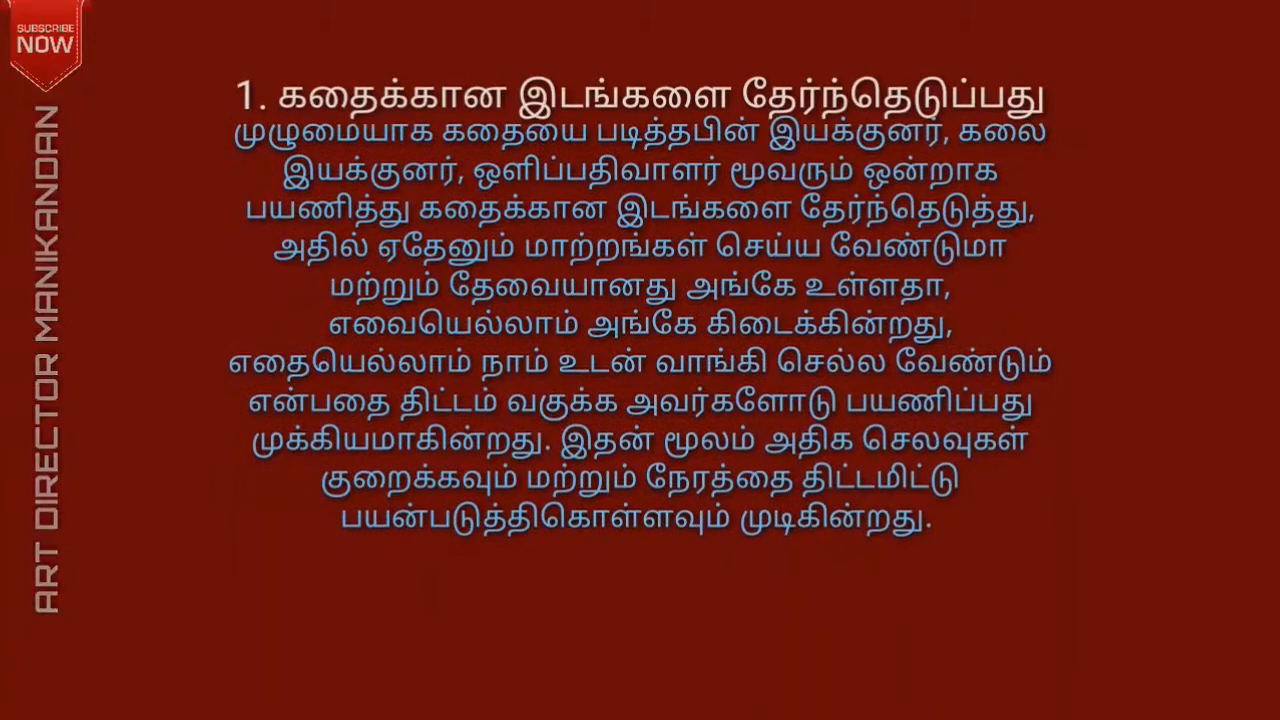 SUBSCRIBE
NOW
ART DIRECTOR MANIKANDAN
1. கதைக்கான இடங்களை தேர்ந்தெடுப்பது
முழுமையாக கதையை படித்தபின் இயக்குனர், கலை
இயக்குனர், ஒளிப்பதிவாளர் மூவரும் ஒன்றாக
பயணித்து கதைக்கான இடங்களை தேர்ந்தெடுத்து,
அதில் ஏதேனும் மாற்றங்கள் செய்ய வேண்டுமா
மற்றும் தேவையானது அங்கே உள்ளதா,
எவையெல்லாம் அங்கே கிடைக்கின்றது,
எதையெல்லாம் நாம் உடன் வாங்கி செல்ல வேண்டும்
என்பதை திட்டம் வகுக்க அவர்களோடு பயணிப்பது
முக்கியமாகின்றது. இதன் மூலம் அதிக செலவுகள்
குறைக்கவும் மற்றும் நேரத்தை திட்டமிட்டு
பயன்படுத்திகொள்ளவும் முடிகின்றது.